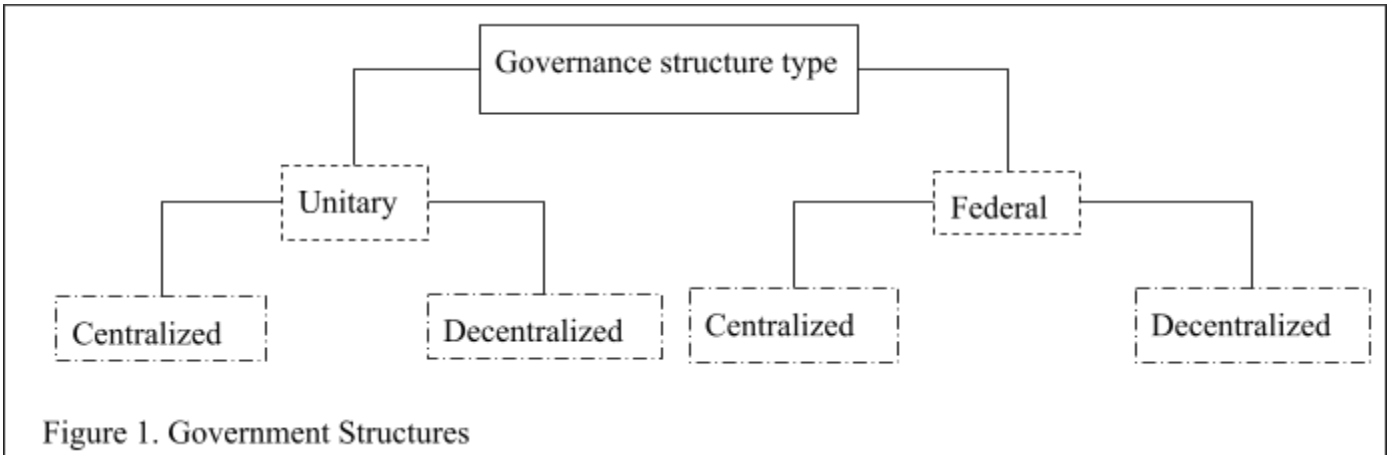 Governance structure type
Unitary
Federal
Centralized
Decentralized
Centralized
Decentralized
Figure 1. Government Structures